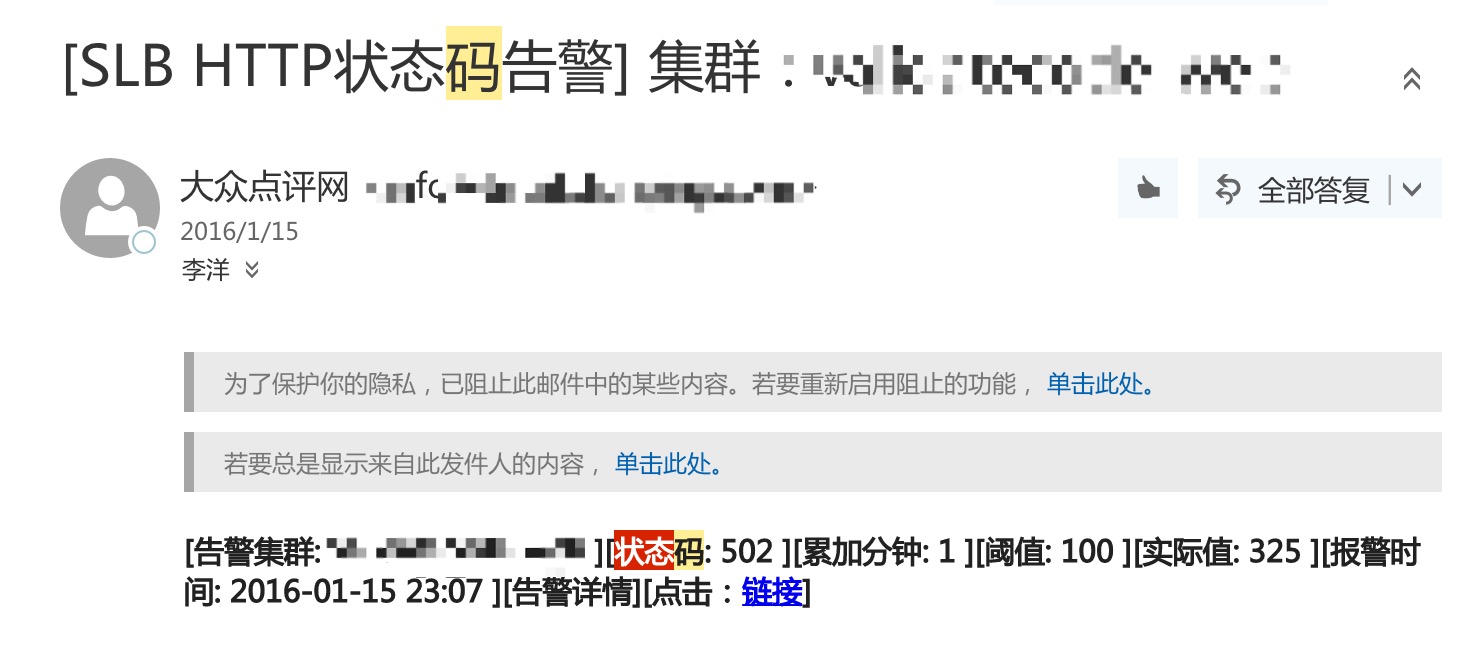 [SLB HTTP状态码告警] 集群：
大众点评网
全部答复
2016/1/15
李洋
为了保护你的隐私，已阻止此邮件中的某些内容。若要重新启用阻止的功能，单击此处。
若要总是显示来自此发件人的内容，单击此处。
[告警集群: ][状态码: 502 ][累加分钟: 1 ][阈值: 100 ][实际值: 325 ][报警时
间: 2016-01-15 23:07 ][告警详情][点击：链接]